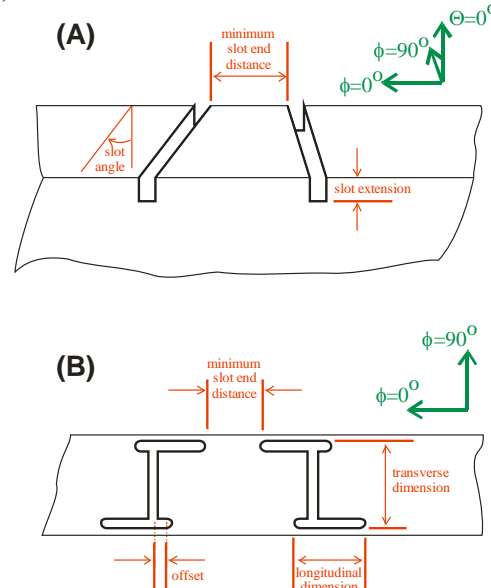 (A)
minimum
slot end
distance
Θ=0°
ϕ=90°
ϕ=0°
slot
angle
slot extension
(B)
minimum
slot end
distance
ϕ=90°
ϕ=0°
transverse
dimension
offset
longitudinal
dimension